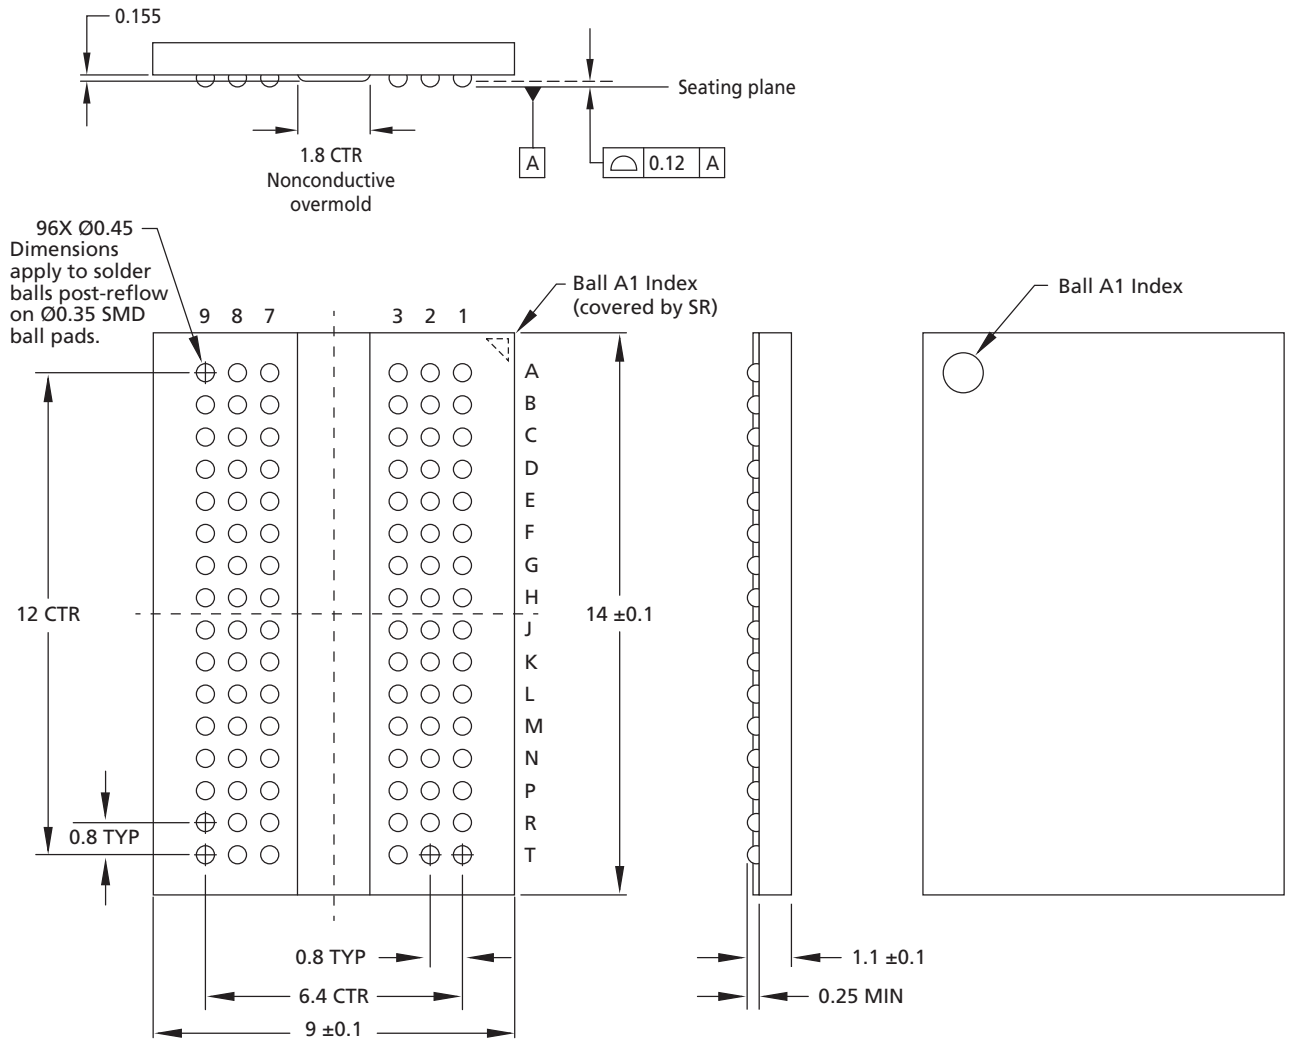 0.155
Seating plane
1.8 CTR
Nonconductive
overmold
A
0.12 A
96X Ø0.45
Dimensions
apply to solder
balls post-reflow
on Ø0.35 SMD
ball pads.
Ball A1 Index
(covered by SR)
Ball A1 Index
9 8 7 3 2 1
A
B
C
D
E
F
G
H
J
K
L
M
N
P
R
T
12 CTR
14 ±0.1
0.8 TYP
0.8 TYP
1.1 ±0.1
6.4 CTR
0.25 MIN
9 ±0.1